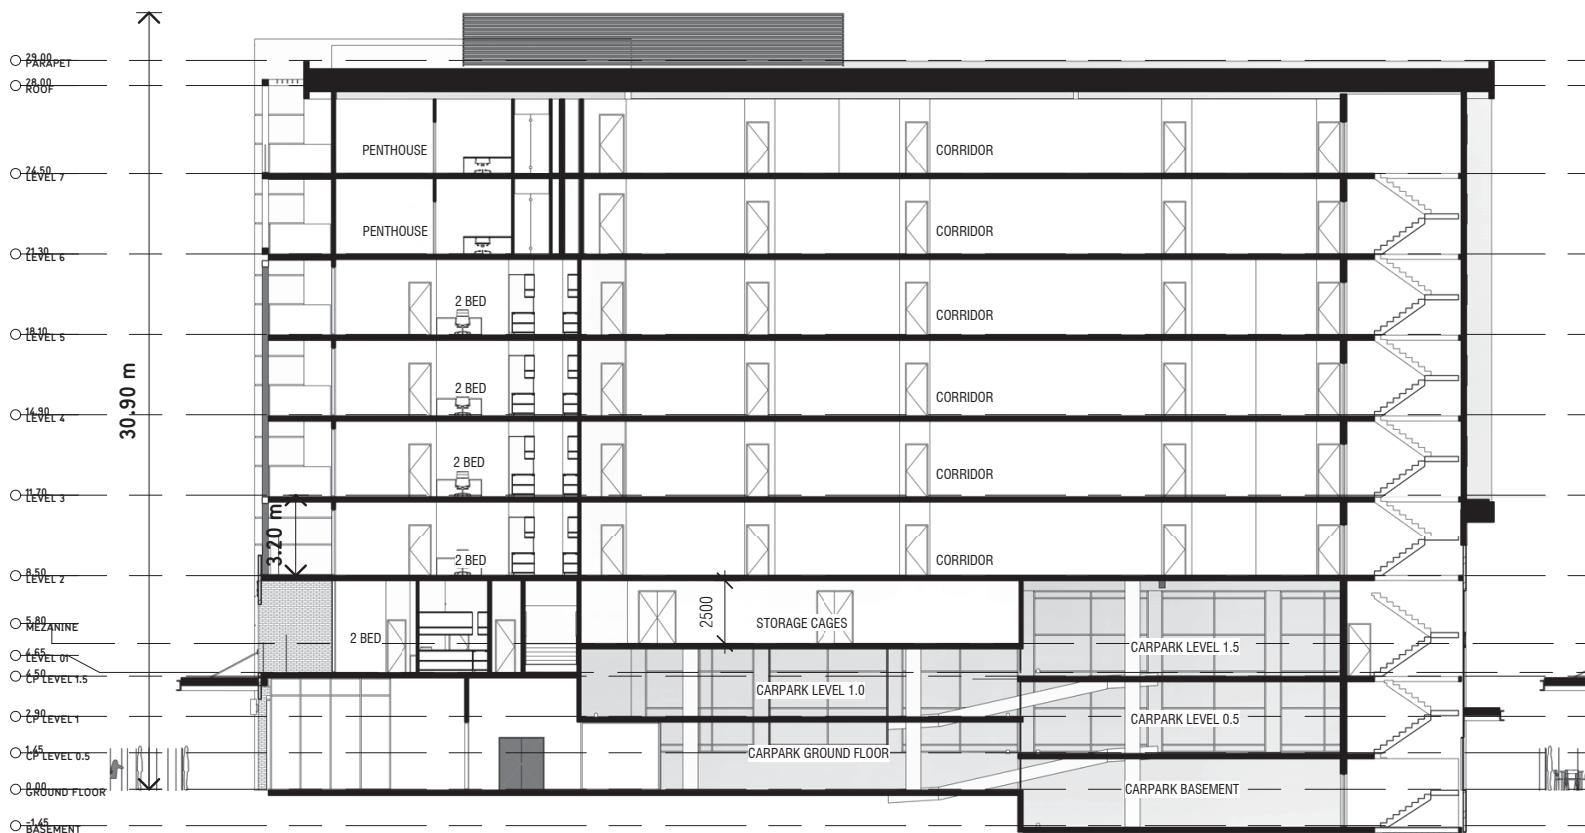 29.00
PARAPET
28.00
ROOF
PENTHOUSE
CORRIDOR
24.50
LEVEL 7
PENTHOUSE
CORRIDOR
21.30
LEVEL 6
2 BED
CORRIDOR
18.10
LEVEL 5
30.90 m
2 BED
CORRIDOR
14.90
LEVEL 4
2 BED
CORRIDOR
11.70
LEVEL 3
3.20 m
2 BED
CORRIDOR
8.50
LEVEL 2
2500
5.80
MEZANINE
STORAGE CAGES
2 BED
CARPARK LEVEL 1.5
4.65
LEVEL 01
4.50
CP LEVEL 1.5
CARPARK LEVEL 1.0
2.90
CP LEVEL 1
CARPARK LEVEL 0.5
1.45
CP LEVEL 0.5
CARPARK GROUND FLOOR
0.00
GROUND FLOOR
CARPARK BASEMENT
-1.45
BASEMENT